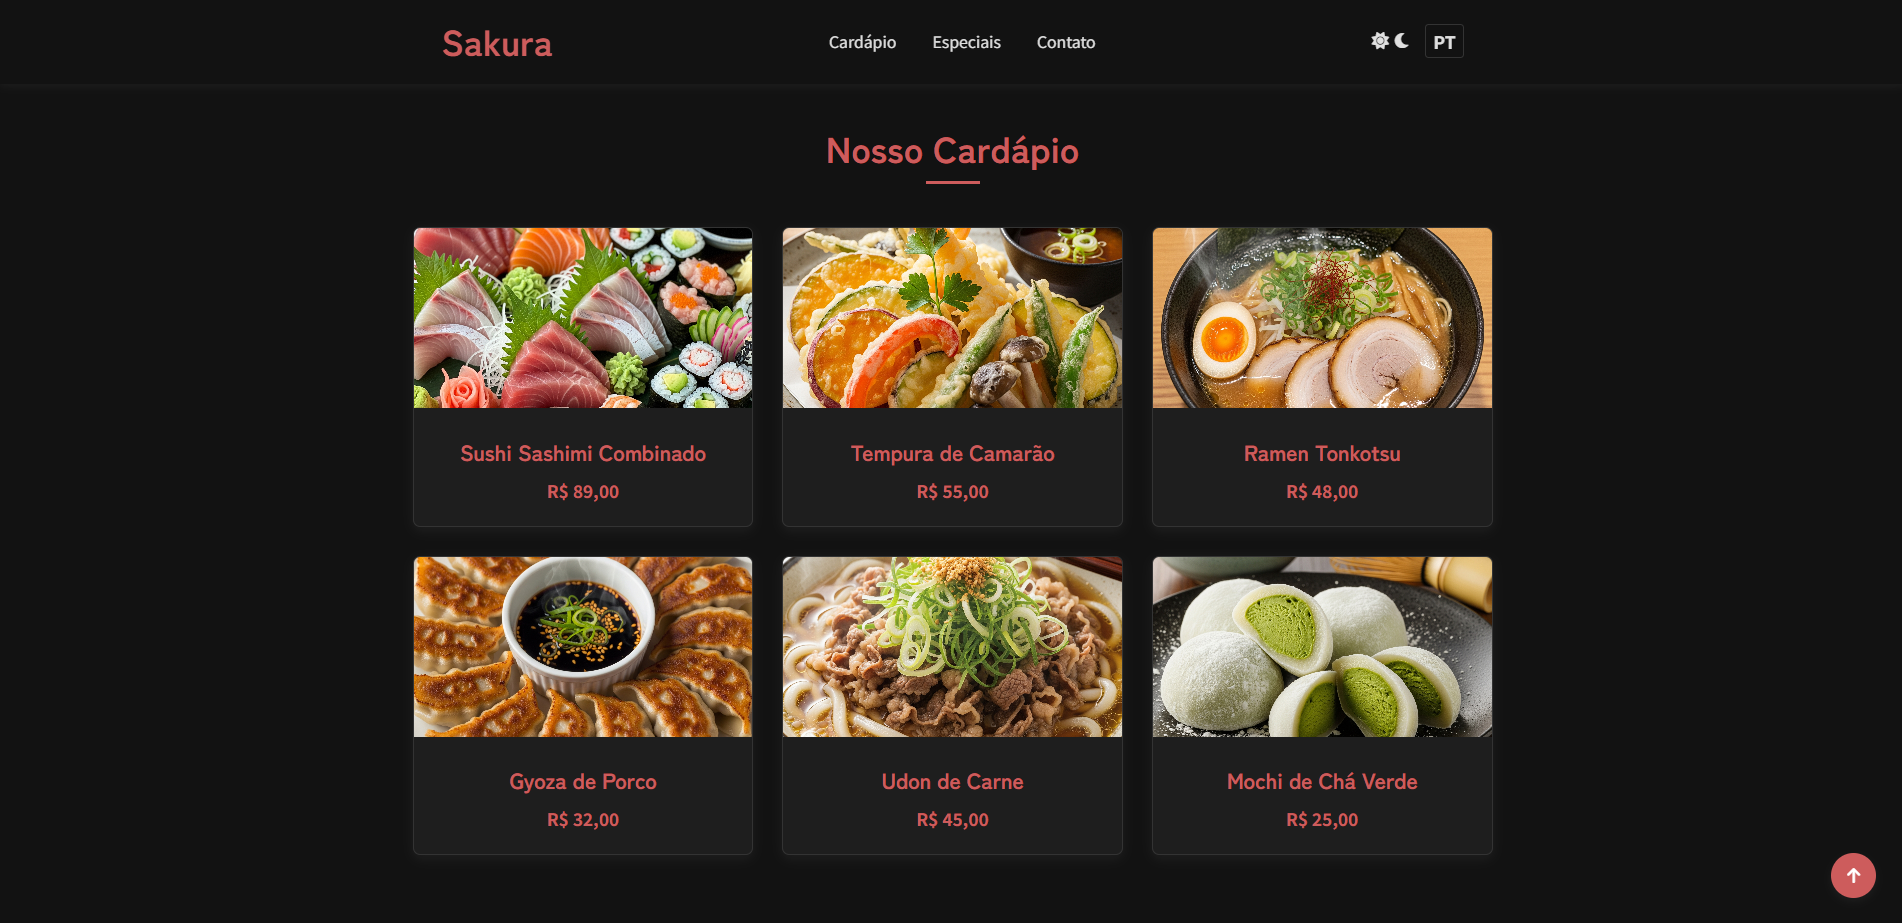 Sakura
Cardápio Especiais Contato
PT
Nosso Cardápio
Sushi Sashimi Combinado
R$ 89,00
Tempura de Camarão
R$ 55,00
Ramen Tonkotsu
R$ 48,00
Gyoza de Porco
R$ 32,00
Udon de Carne
R$ 45,00
Mochi de Chá Verde
R$ 25,00